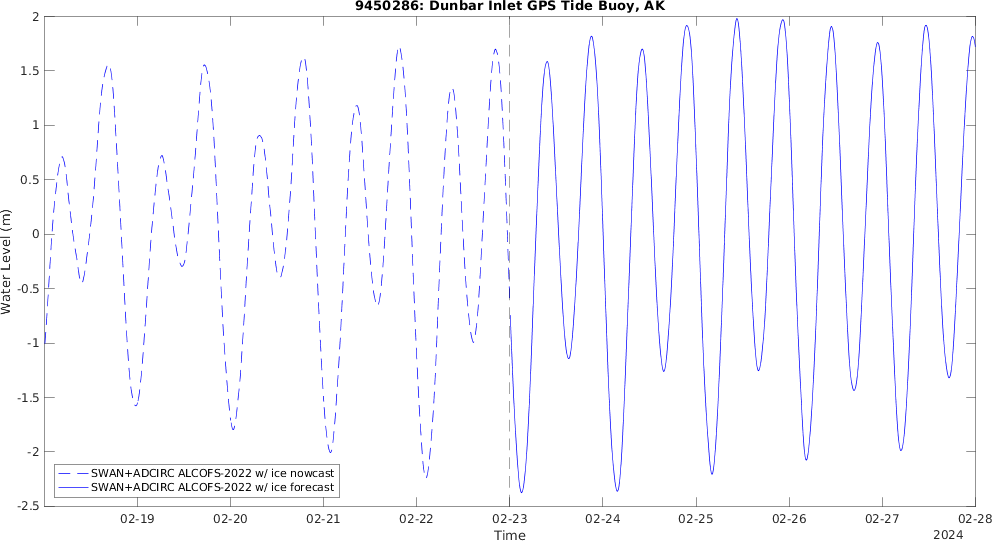 9450286: Dunbar Inlet GPS Tide Buoy, AK
2
1.5
1
0.5
0
-0.5
-1
-1.5
-2
-2.5
Water Level (m)
SWAN+ADCIRC ALCOFS-2022 w/ ice nowcast
SWAN+ADCIRC ALCOFS-2022 w/ ice forecast
02-19 02-20 02-21 02-22 02-23 02-24 02-25 02-26 02-27 02-28
Time
2024